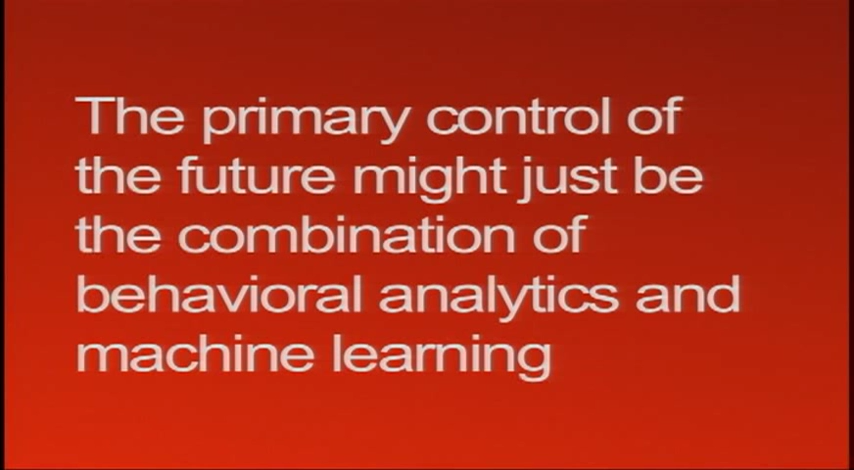 The primary control of
the future might just be
the combination of
behavioral analytics and
machine learning